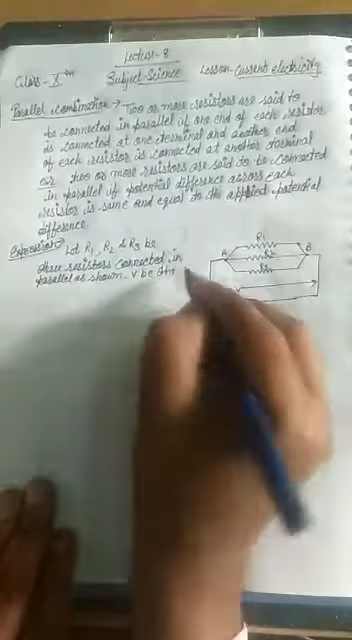 Lecture-8
Class-Xth Subject-Science Lesson-Current electricity
Parallel combination → Two or more resistors are said to
be connected in parallel if one end of each resistor
is connected at one terminal and another end
of each resistor is connected at another terminal
or two or more resistors are said to be connected
in parallel if potential difference across each
resistor is same and equal to the applied potential
difference.
Expression → Let R1, R2 & R3 be
three resistors connected in
parallel as shown. V be the
R1
A R2 B
R3
V